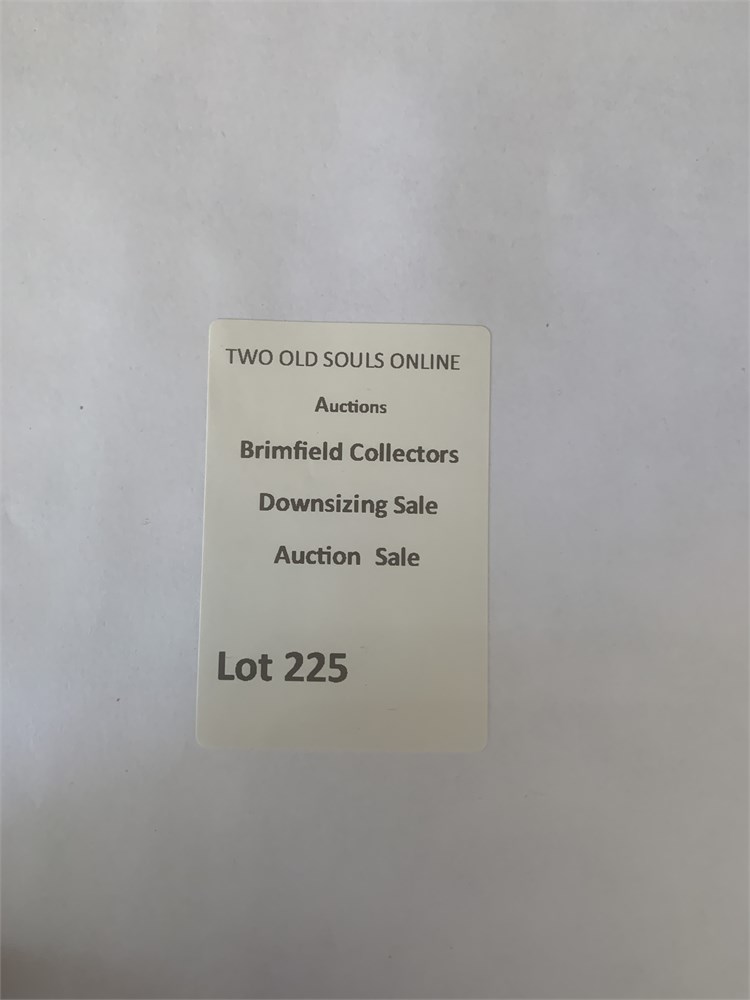 TWO OLD SOULS ONLINE
Auctions
Brimfield Collectors
Downsizing Sale
Auction Sale
Lot 225